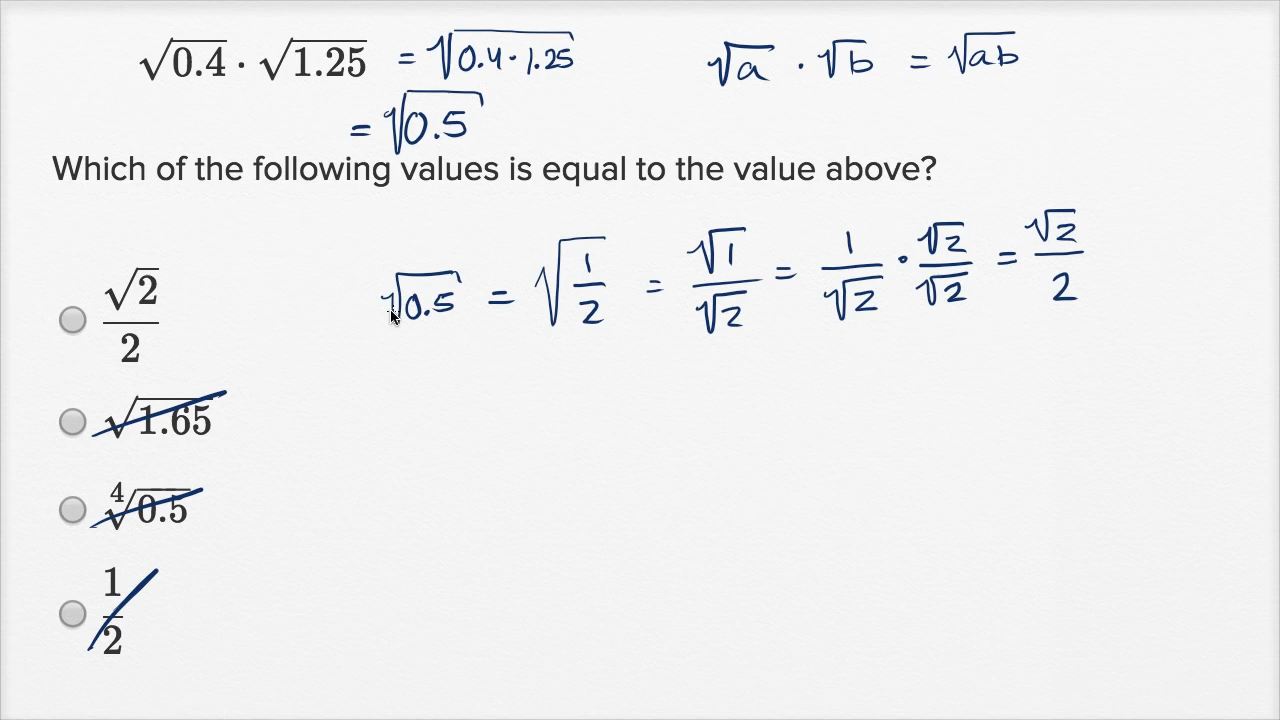 √0.4 · √1.25 = √0.4 · 1.25 √a · √b = √ab
= √0.5
Which of the following values is equal to the value above?
√2/2
√0.5 = √1/2 = √1/√2 = 1/√2 · √2/√2 = √2/2
√1.65
4√0.5
1/2